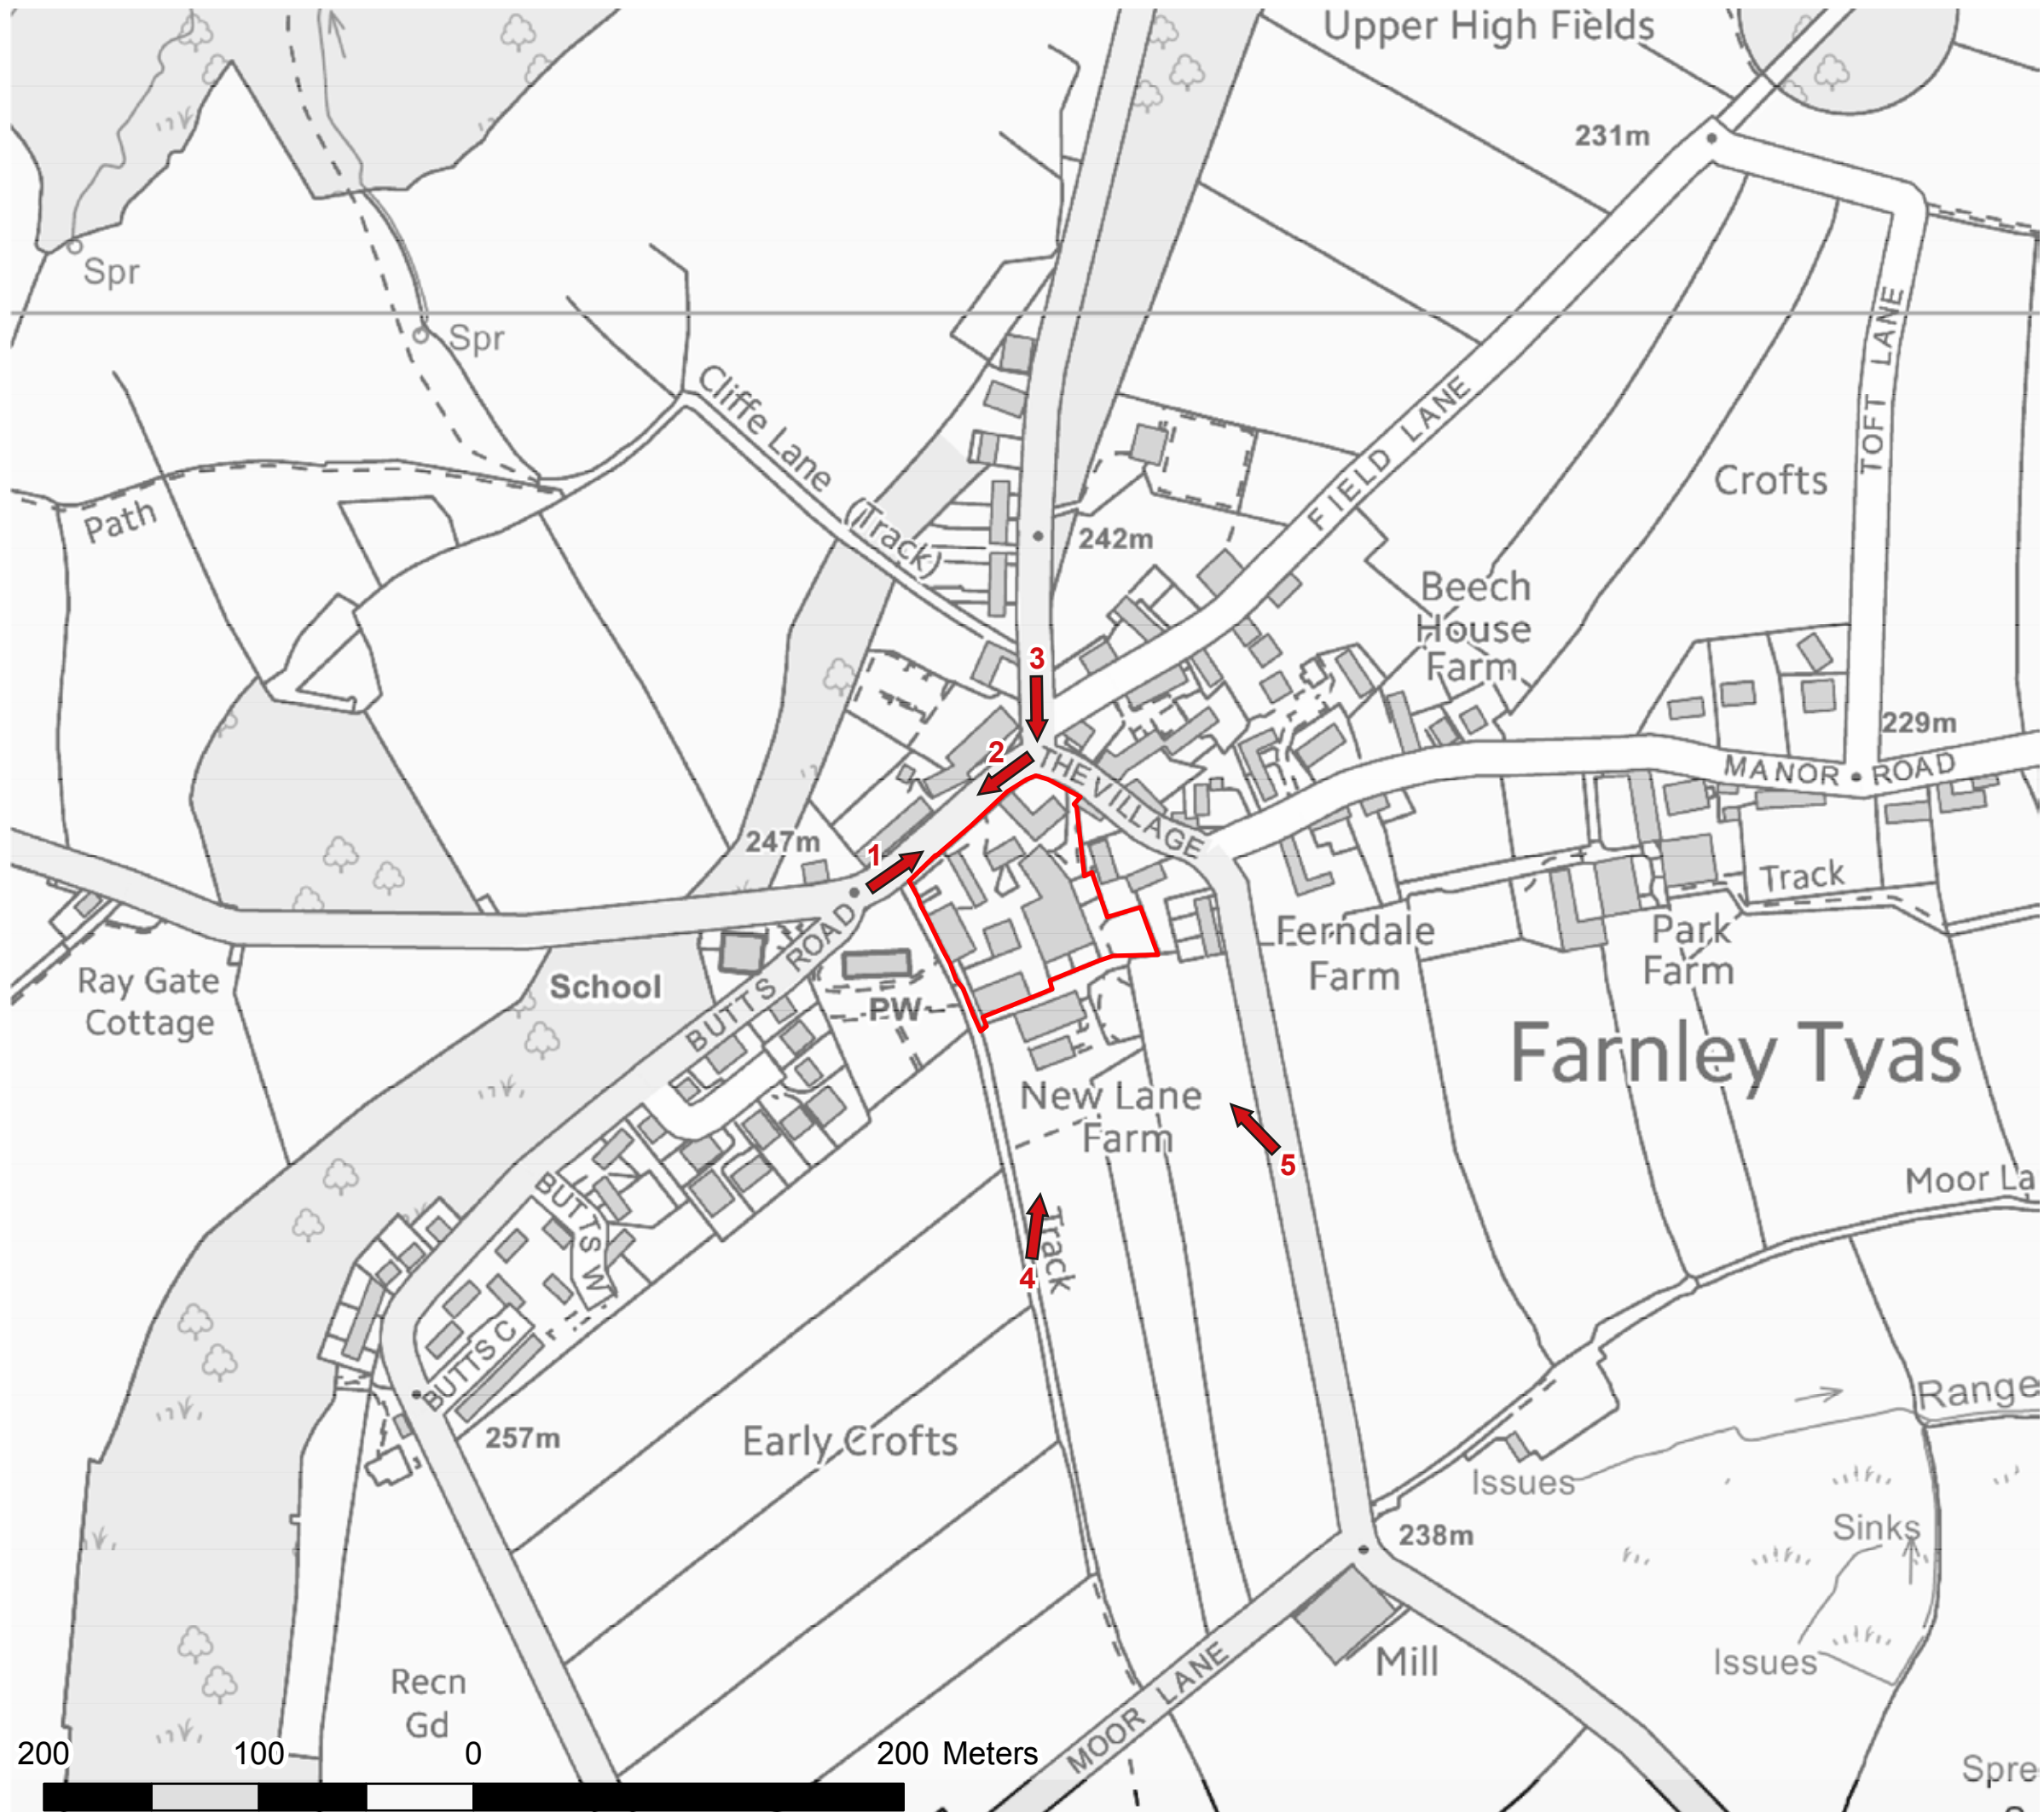 Upper High Fields
231m
Spr
Spr
TOFT LANE
Cliffe Lane
(Track)
FIELD LANE
Crofts
Path
242m
Beech
House
Farm
3
229m
2
THE VILLAGE
MANOR ROAD
247m
1
Track
BUTTS ROAD
Ferndale
Farm
Park
Farm
Ray Gate
Cottage
School
PW
Farnley Tyas
New Lane
Farm
5
Moor La
BUTTS W
Track
4
BUTTS C
Range
257m
Early Crofts
Issues
Sinks
238m
MOOR LANE
Mill
Issues
Recn
Gd
200 100 0 200 Meters
Spre